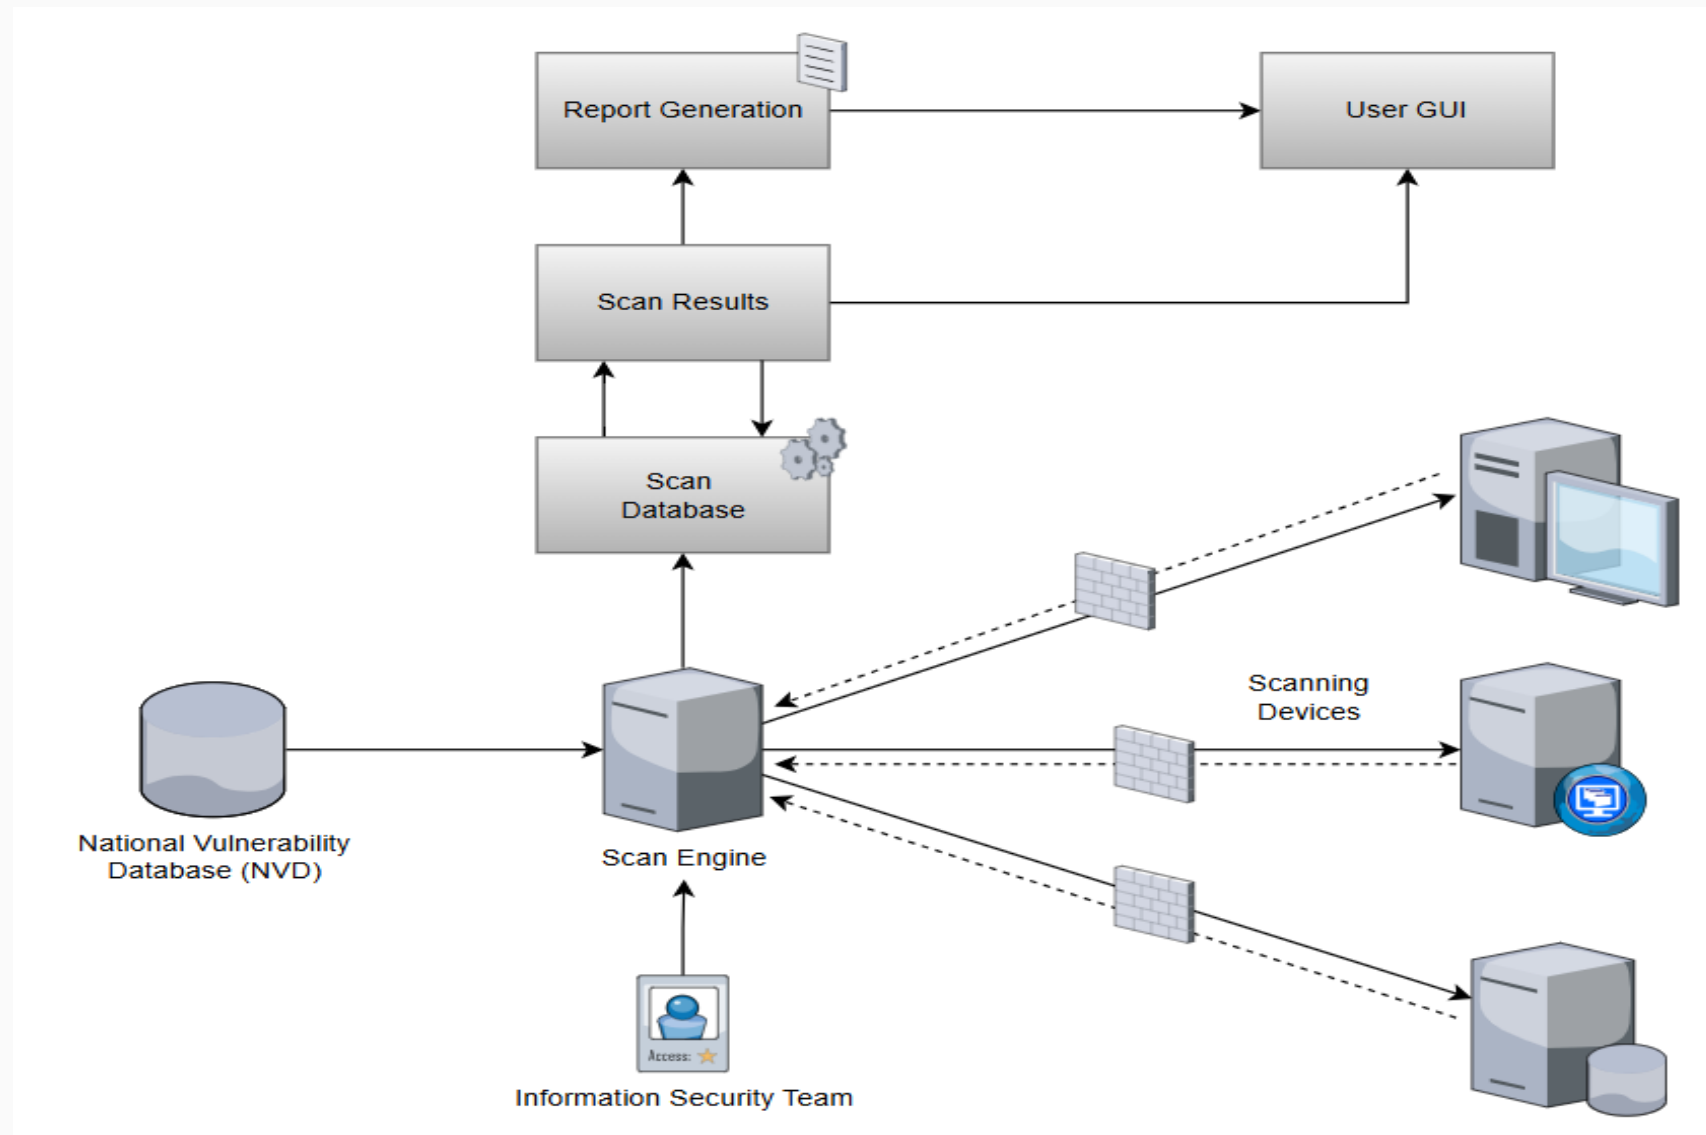 Report Generation
User GUI
Scan Results
Scan
Database
Scanning
Devices
National Vulnerability
Database (NVD)
Scan Engine
Access:
Information Security Team